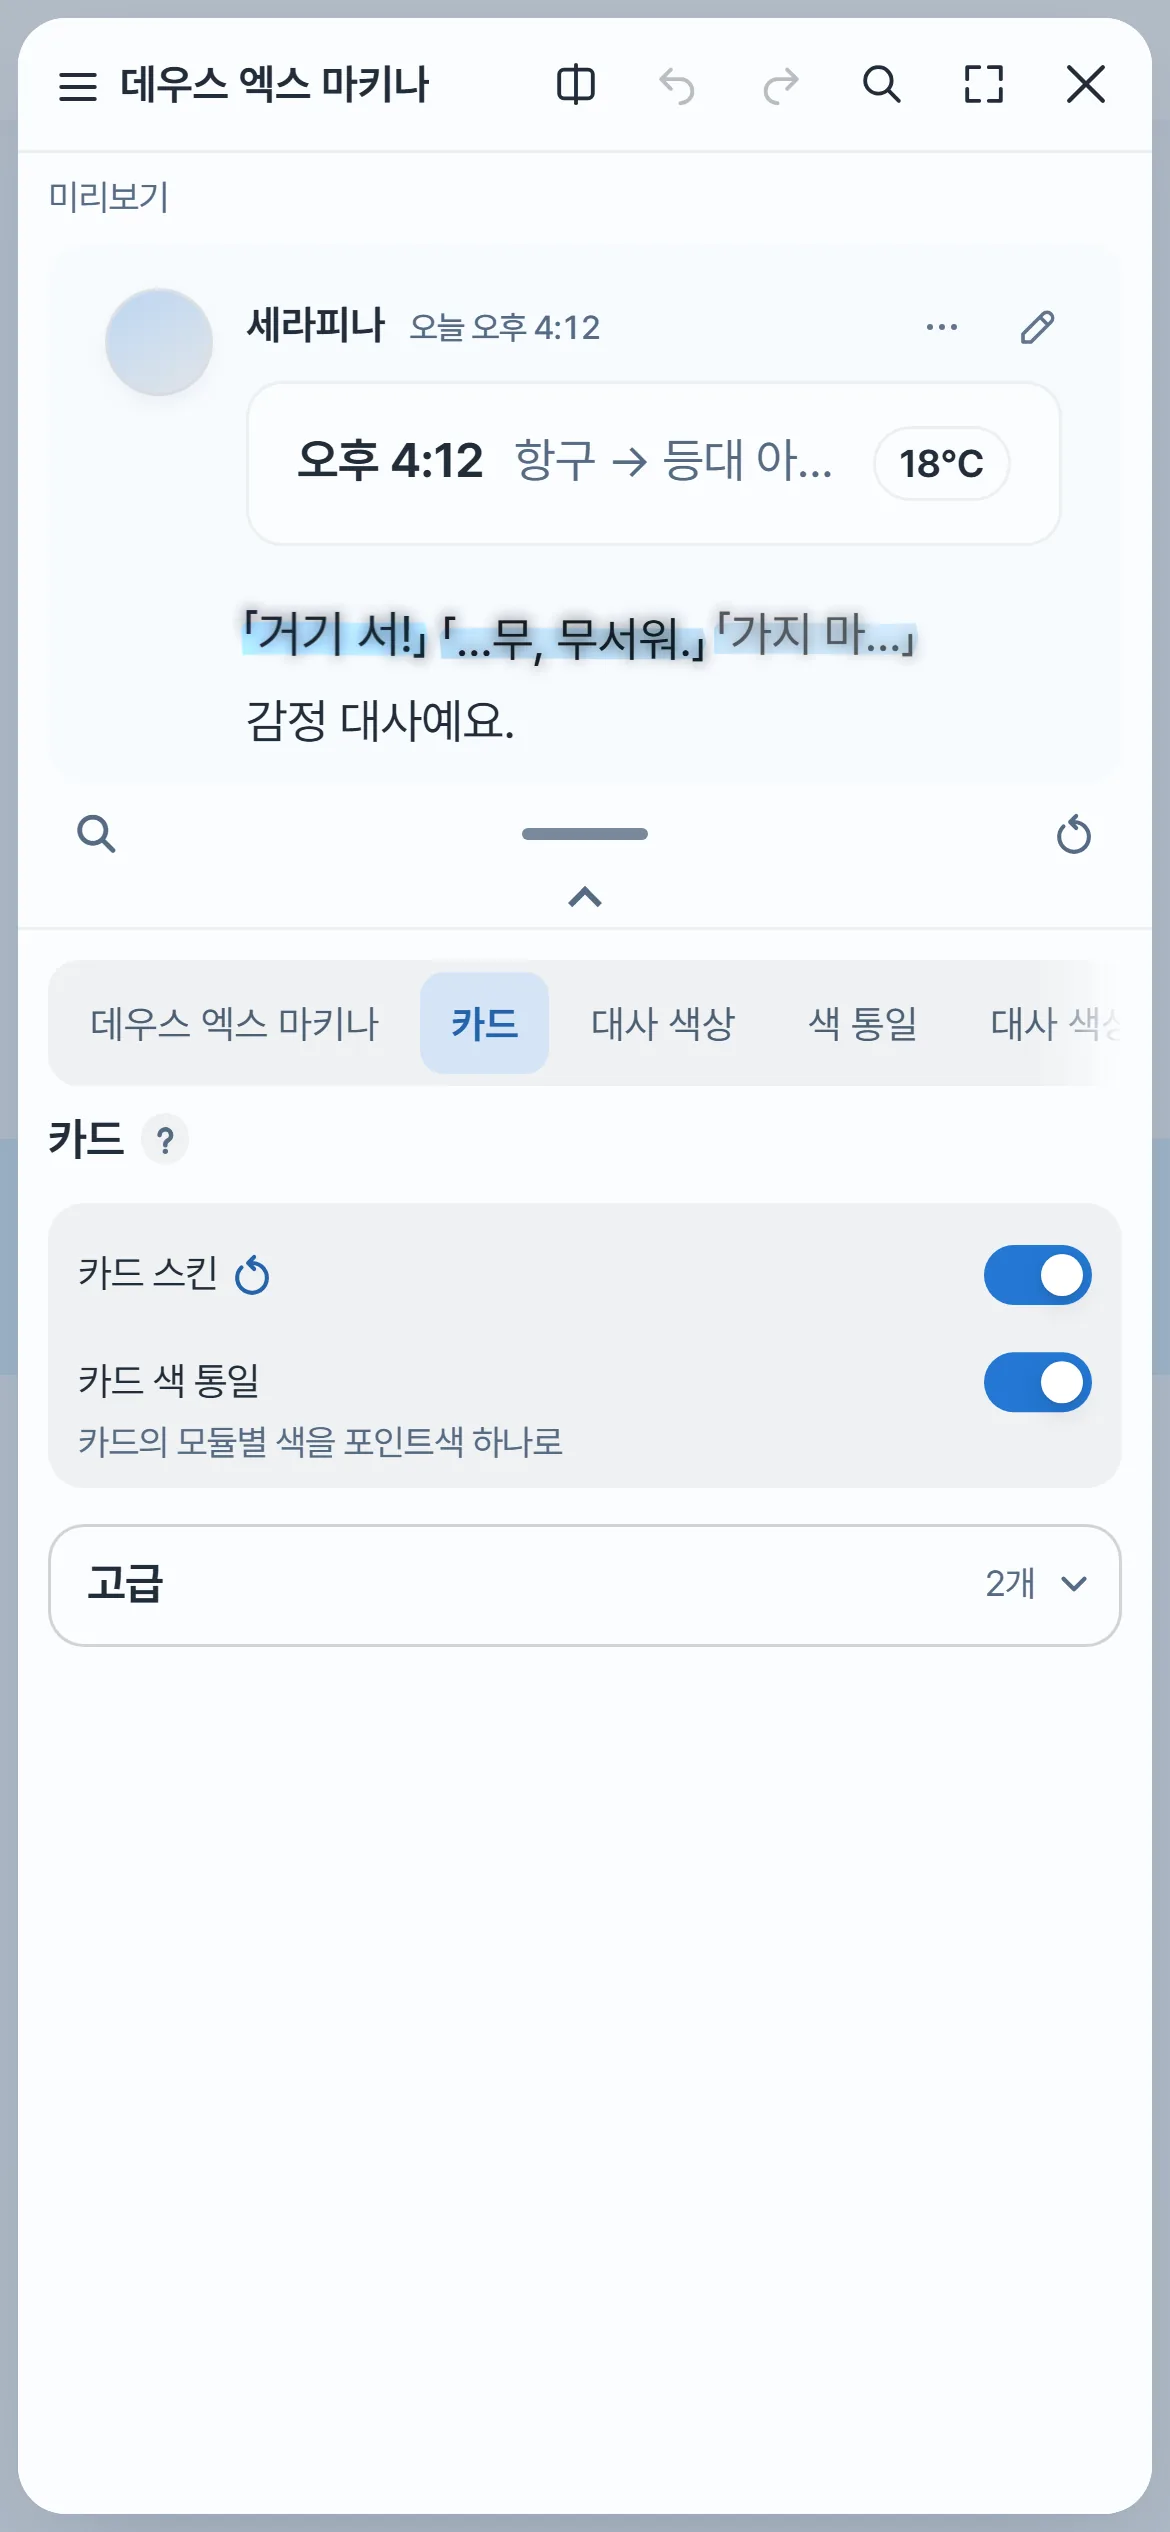 데우스 엑스 마키나
미리보기
세라피나 오늘 오후 4:12
오후 4:12 항구 → 등대 아... 18°C
「거기 서!」 「...무, 무서워.」 「가지 마...」
감정 대사예요.
데우스 엑스 마키나 카드 대사 색상 색 통일 대사
카드 ?
카드 스킨
카드 색 통일
카드의 모듈별 색을 포인트색 하나로
고급 2개